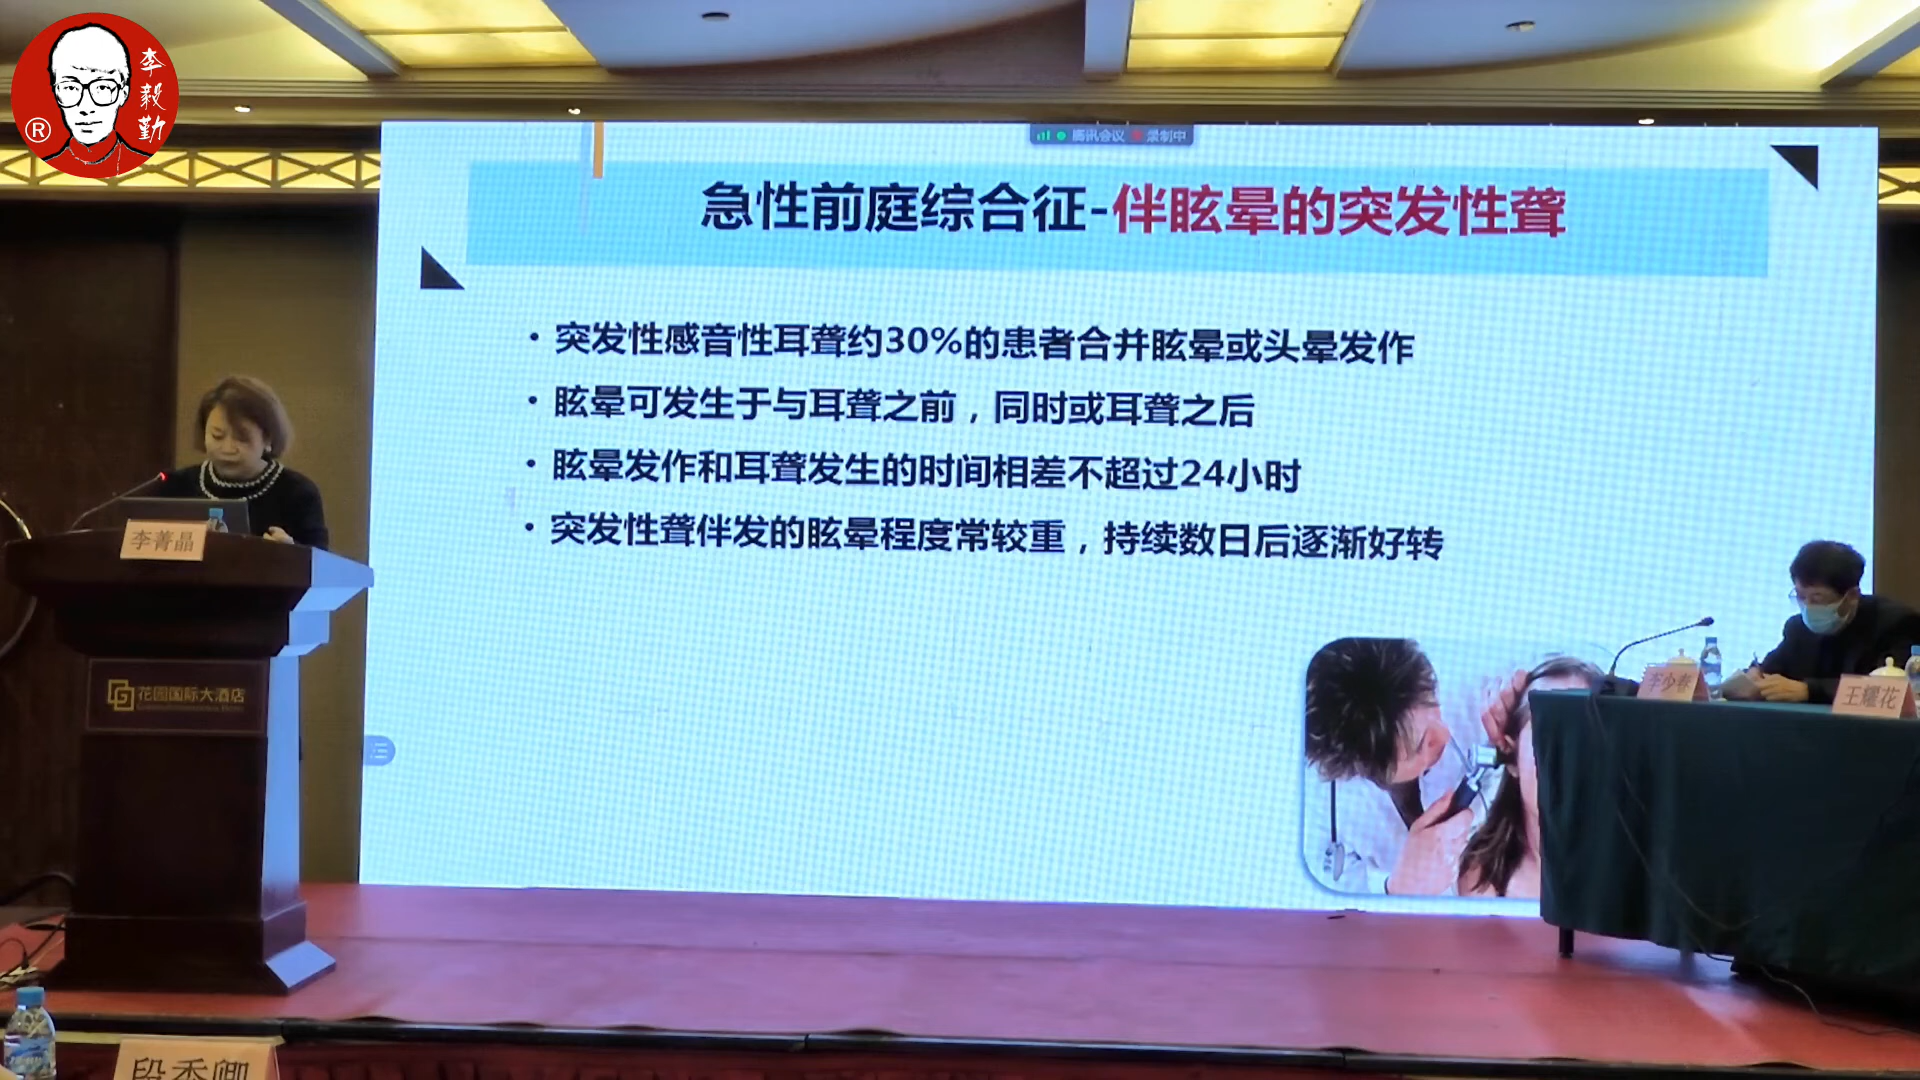 李毅勤
®
腾讯会议 录制中
急性前庭综合征-伴眩晕的突发性聋
• 突发性感音性耳聋约30%的患者合并眩晕或头晕发作
• 眩晕可发生于与耳聋之前，同时或耳聋之后
• 眩晕发作和耳聋发生的时间相差不超过24小时
• 突发性聋伴发的眩晕程度常较重，持续数日后逐渐好转
李菁晶
花园国际大酒店
李少春
王耀花
段香卿